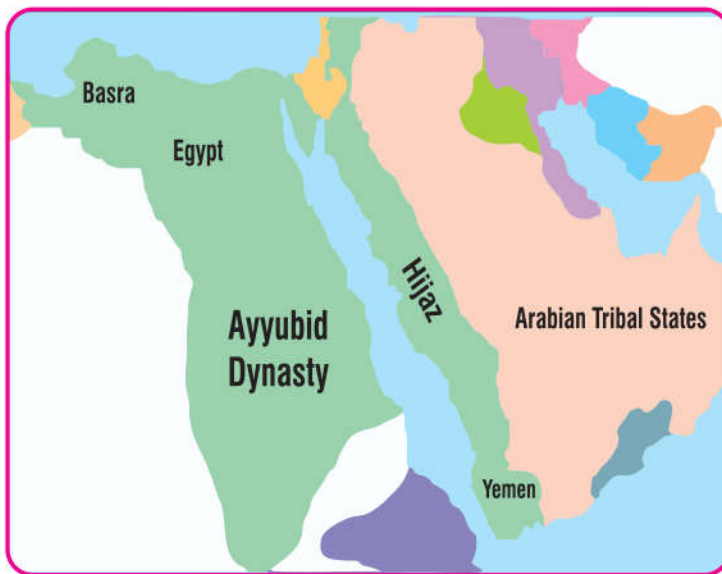 Basra
Egypt
Hijaz
Ayyubid
Dynasty
Arabian Tribal States
Yemen